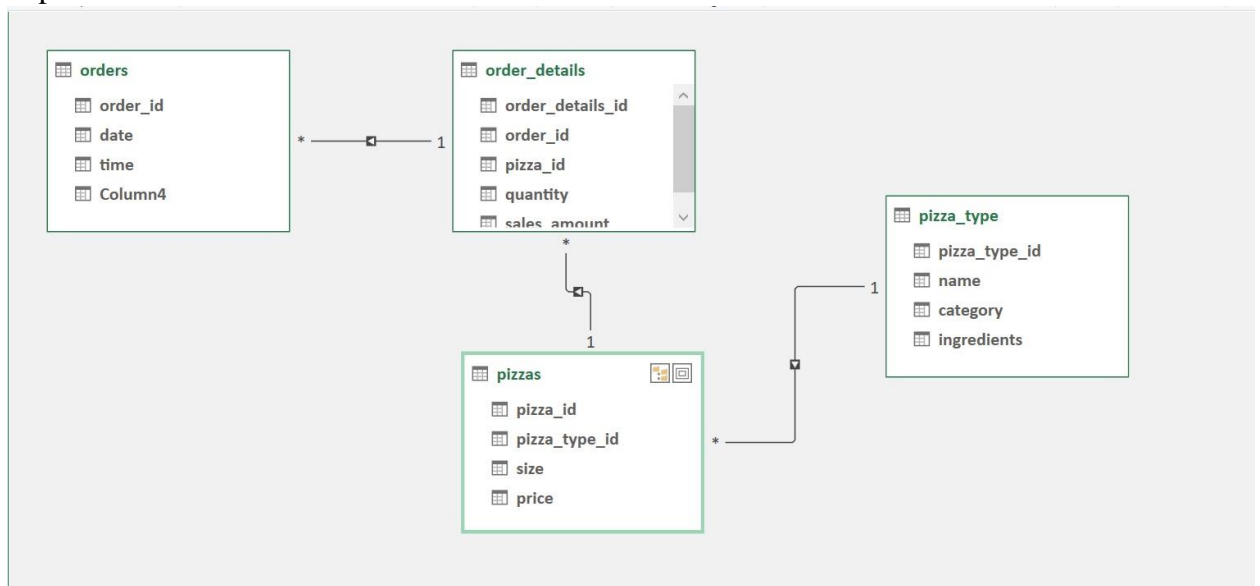 orders
order_id
date
time
Column4
* 1
order_details
order_details_id
order_id
pizza_id
quantity
sales_amount
*
1
pizzas
pizza_id
pizza_type_id
size
price
* 1
pizza_type
pizza_type_id
name
category
ingredients